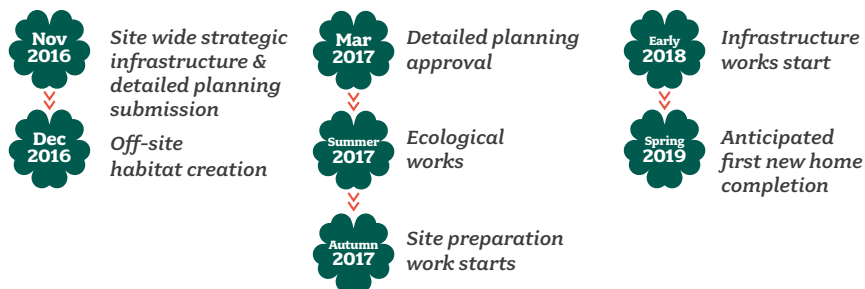 Nov
2016
Site wide strategic
infrastructure &
detailed planning
submission
Dec
2016
Off-site
habitat creation
Mar
2017
Detailed planning
approval
Summer
2017
Ecological
works
Autumn
2017
Site preparation
work starts
Early
2018
Infrastructure
works start
Spring
2019
Anticipated
first new home
completion